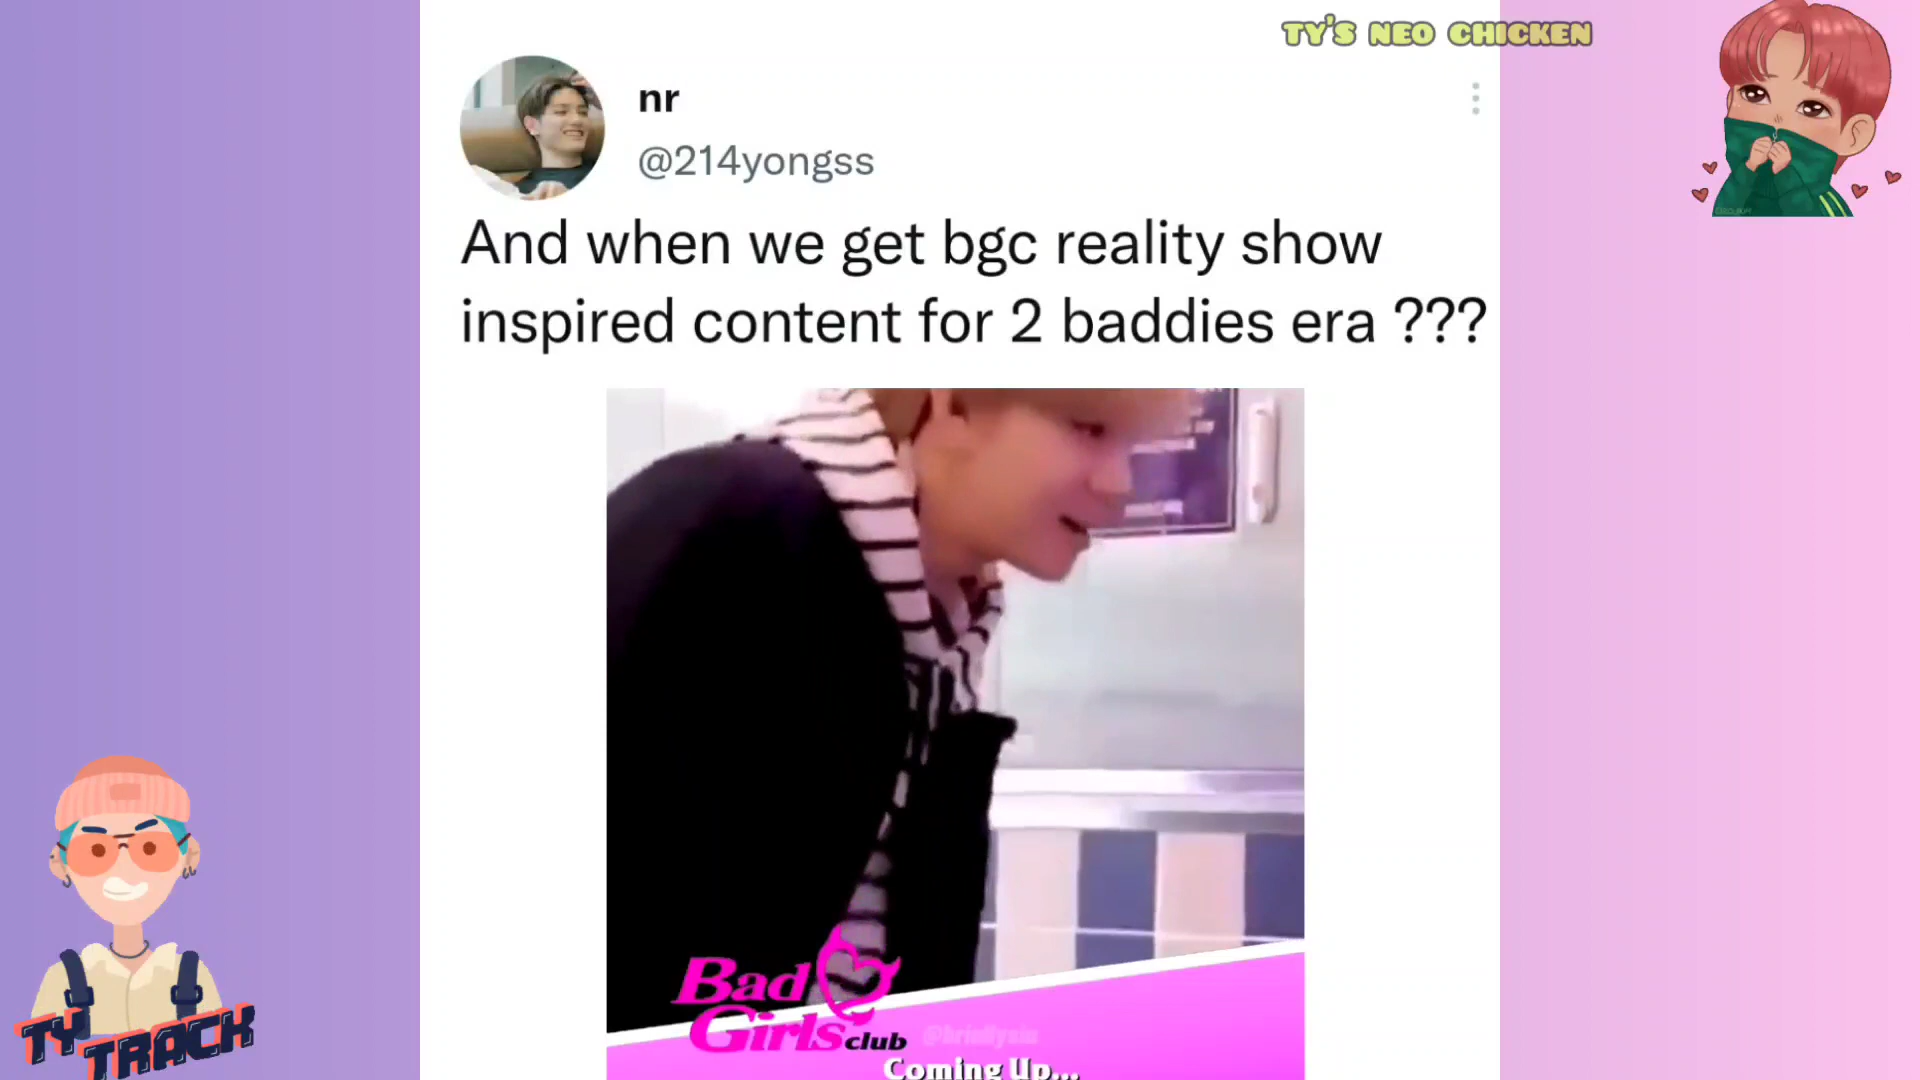 TY'S NEO CHICKEN
nr
@214yongss
And when we get bgc reality show
inspired content for 2 baddies era ???
Bad
Girls club
Coming Up...
TY
TRACK